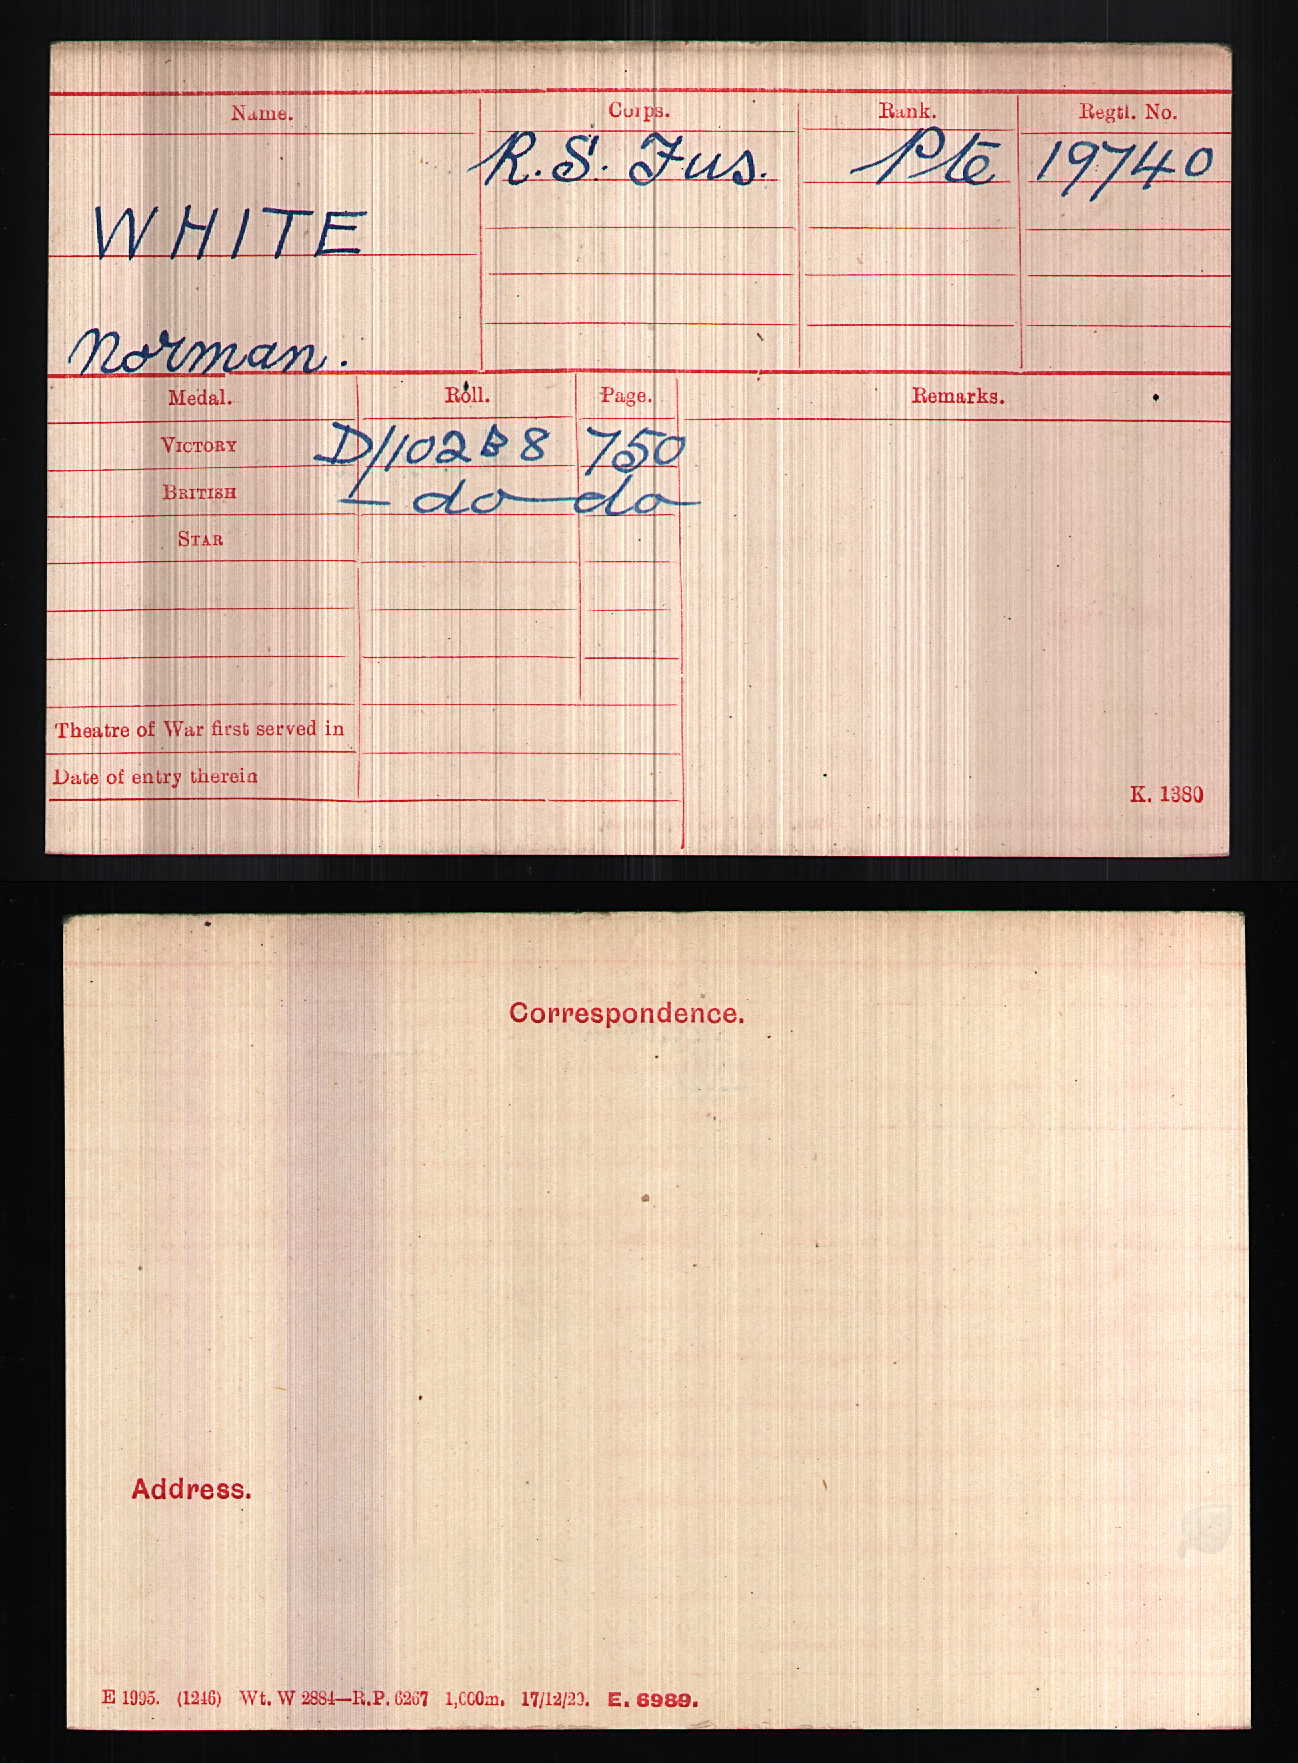 Name. Corps. Rank. Regtl. No.
R.S. Fus. Pte 19740
WHITE
Norman.
Medal. Roll. Page. Remarks.
VICTORY D/102B8 750
BRITISH do do
STAR
Theatre of War first served in
Date of entry therein
K. 1380
Correspondence.
Address.
E 1995. (1246) Wt. W 2884—R.P. 6267 1,000m. 17/12/20. E. 6989.